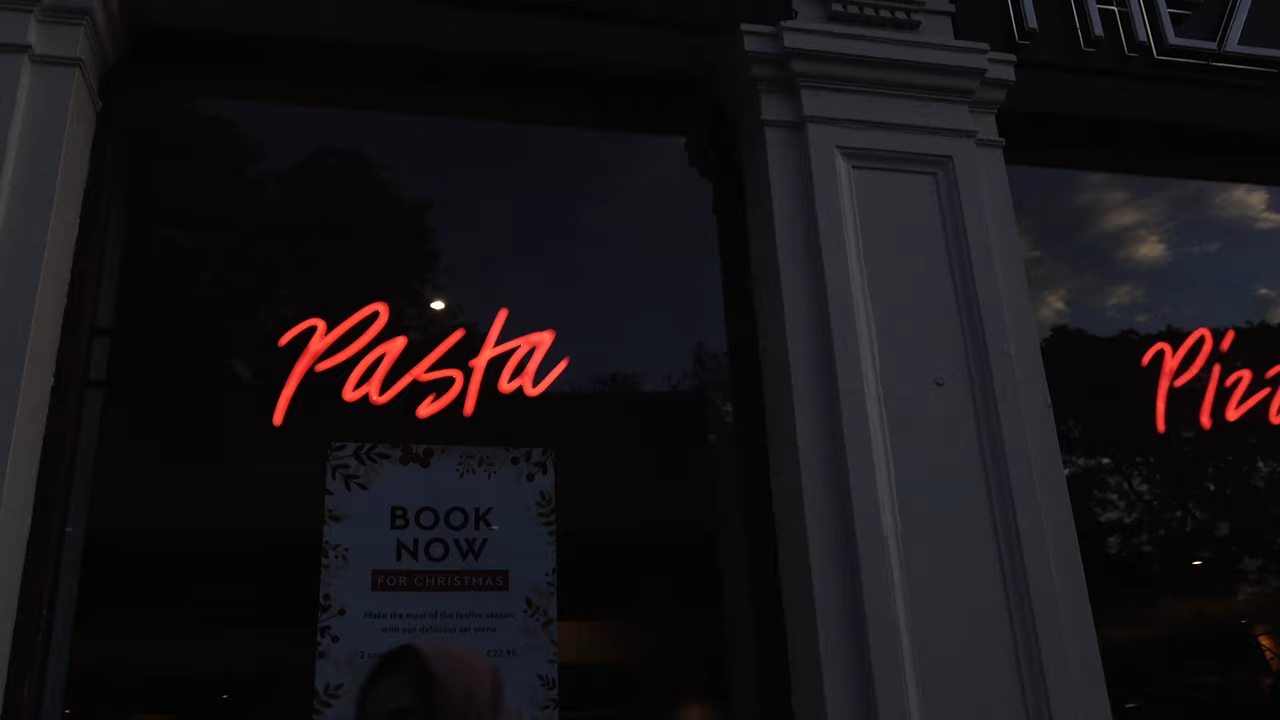 Pasta
BOOK
NOW
FOR CHRISTMAS
Make the most of the festive season
with our delicious set menu
£22.95